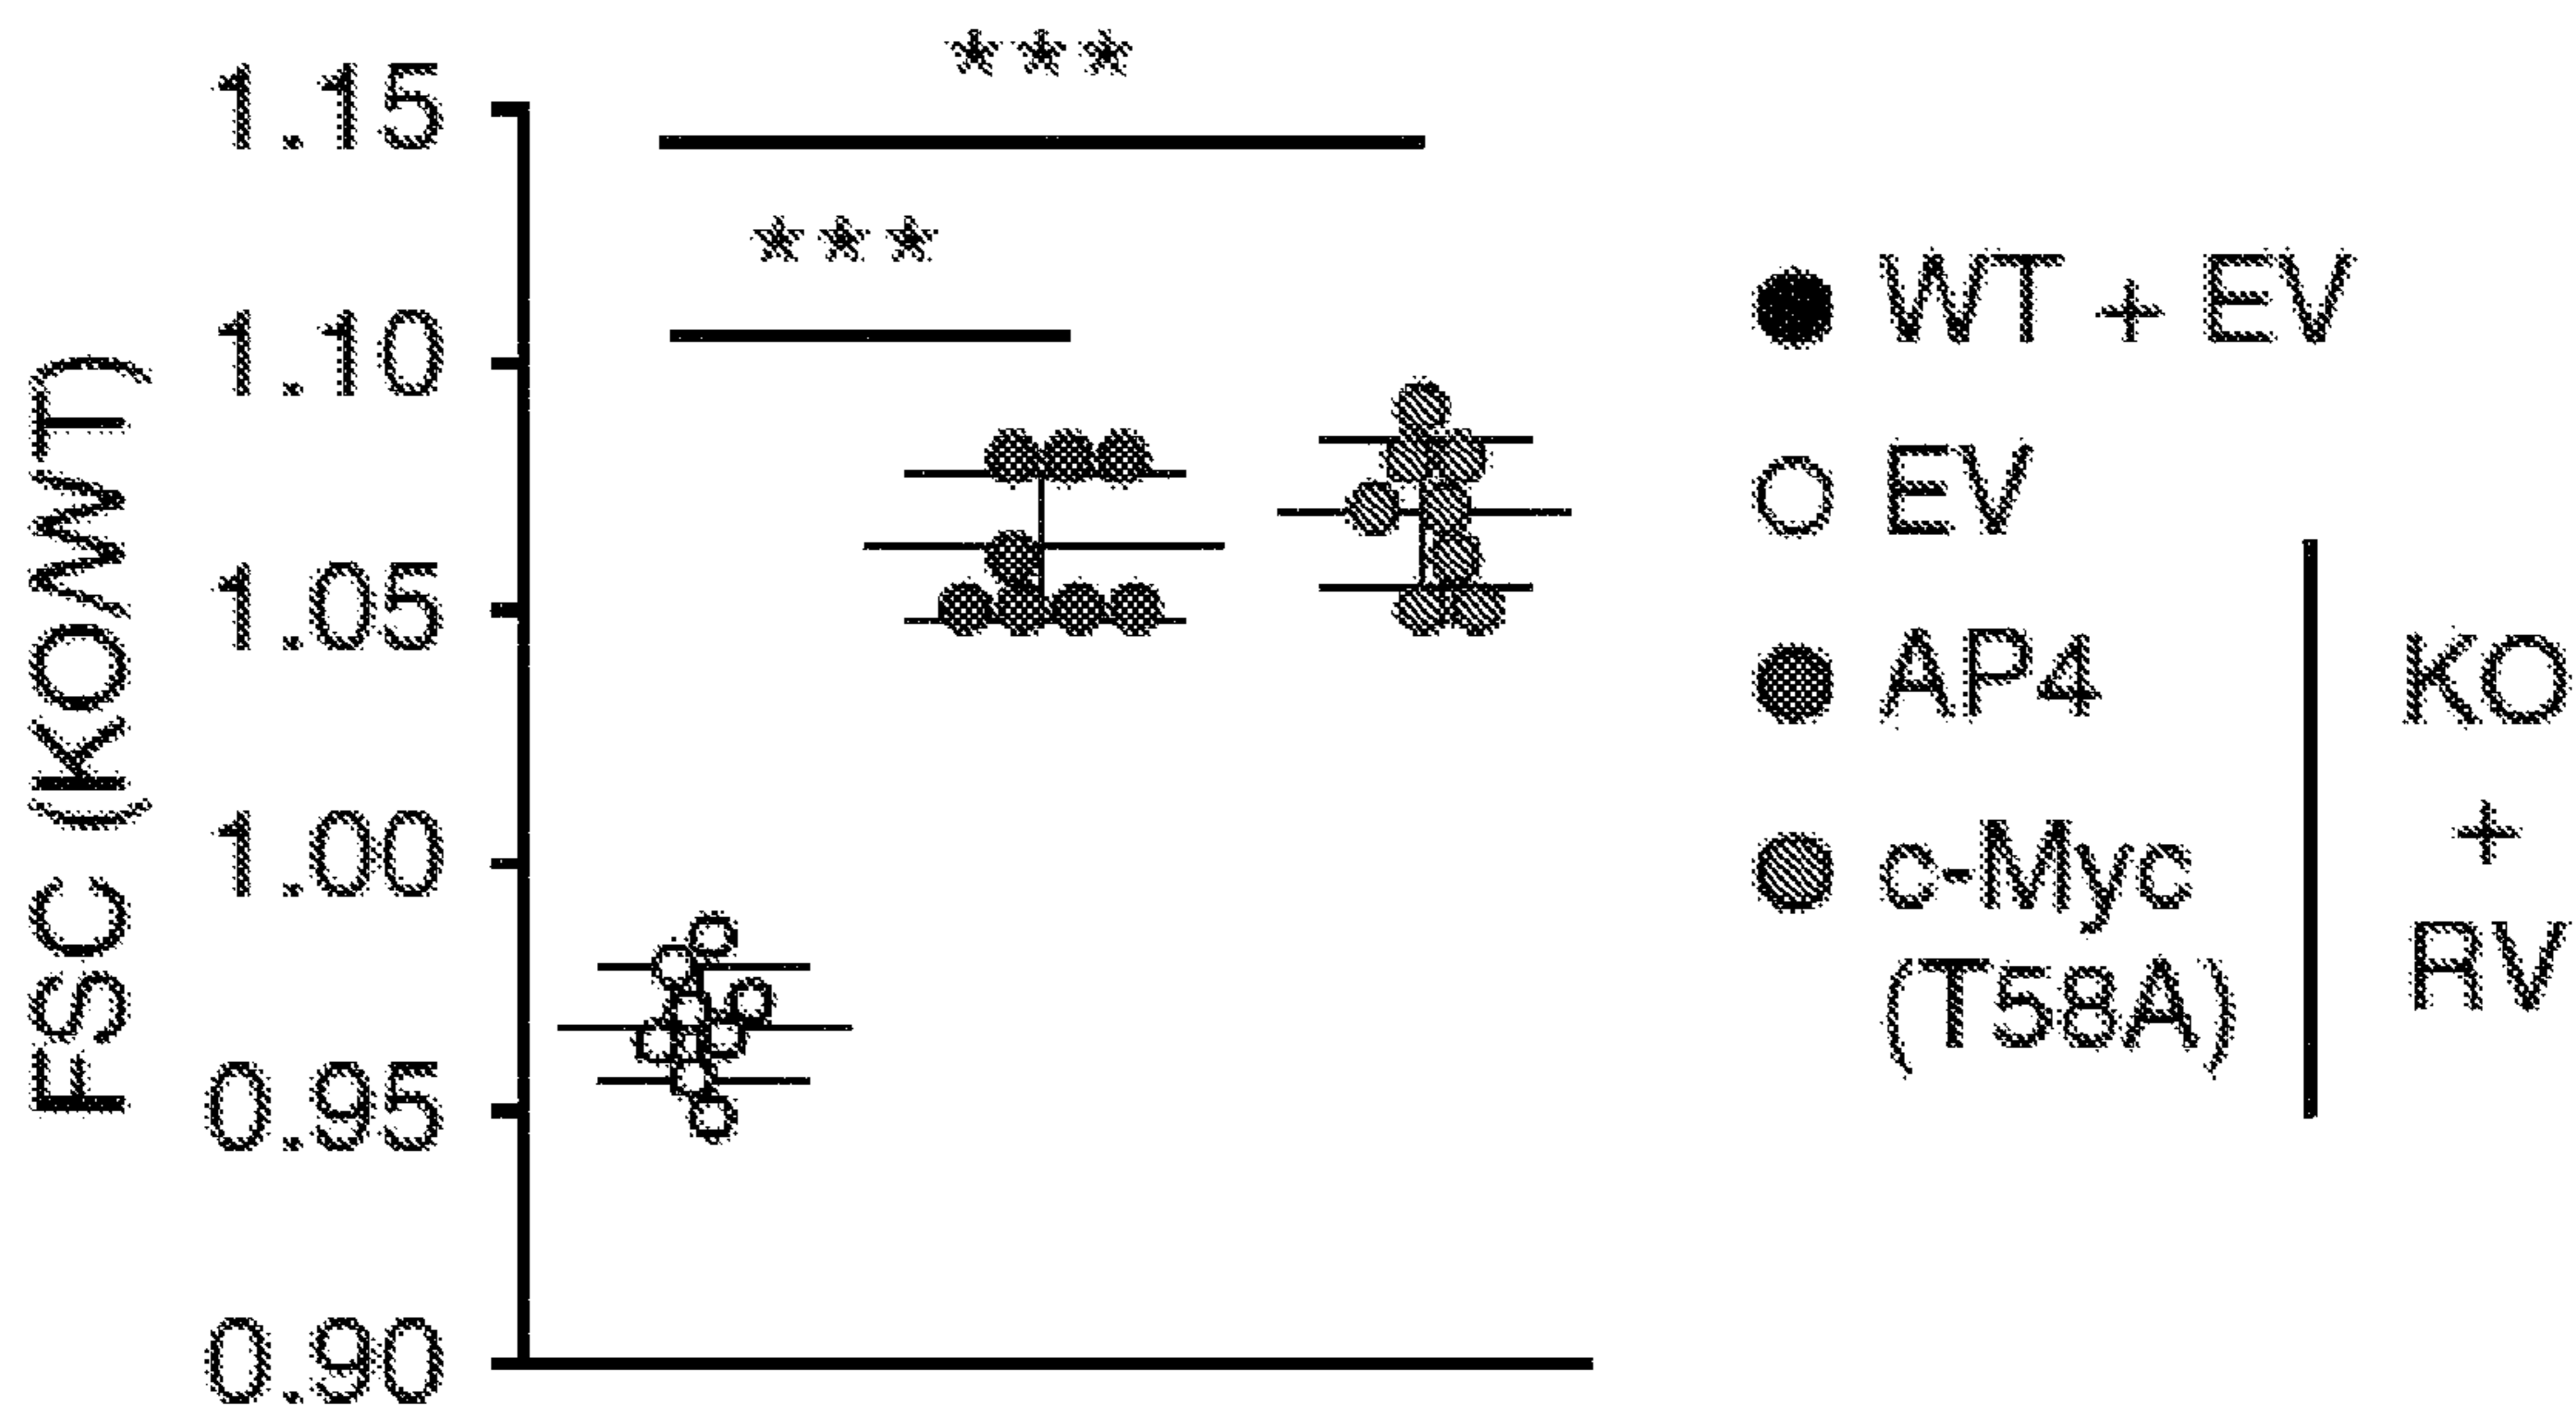 ***
1.15
***
1.10
1.05
1.00
0.95
0.90
FSC (KO/WT)
WT + EV
EV
AP4
c-Myc
(T58A)
KO
+
RV